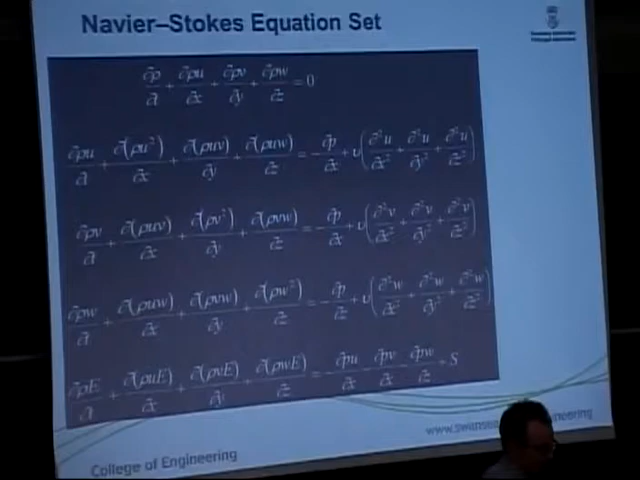 Navier–Stokes Equation Set
∂ρ/∂t + ∂ρu/∂x + ∂ρv/∂y + ∂ρw/∂z = 0
∂ρu/∂t + ∂(ρu²)/∂x + ∂(ρuv)/∂y + ∂(ρuw)/∂z = -∂p/∂x + υ(∂²u/∂x² + ∂²u/∂y² + ∂²u/∂z²)
∂ρv/∂t + ∂(ρuv)/∂x + ∂(ρv²)/∂y + ∂(ρvw)/∂z = -∂p/∂x + υ(∂²v/∂x² + ∂²v/∂y² + ∂²v/∂z²)
∂ρw/∂t + ∂(ρuw)/∂x + ∂(ρvw)/∂y + ∂(ρw²)/∂z = -∂p/∂z + υ(∂²w/∂x² + ∂²w/∂y² + ∂²w/∂z²)
∂ρE/∂t + ∂(ρuE)/∂x + ∂(ρvE)/∂y + ∂(ρwE)/∂z = -∂pu/∂x - ∂pv/∂x - ∂pw/∂z + S
College of Engineering